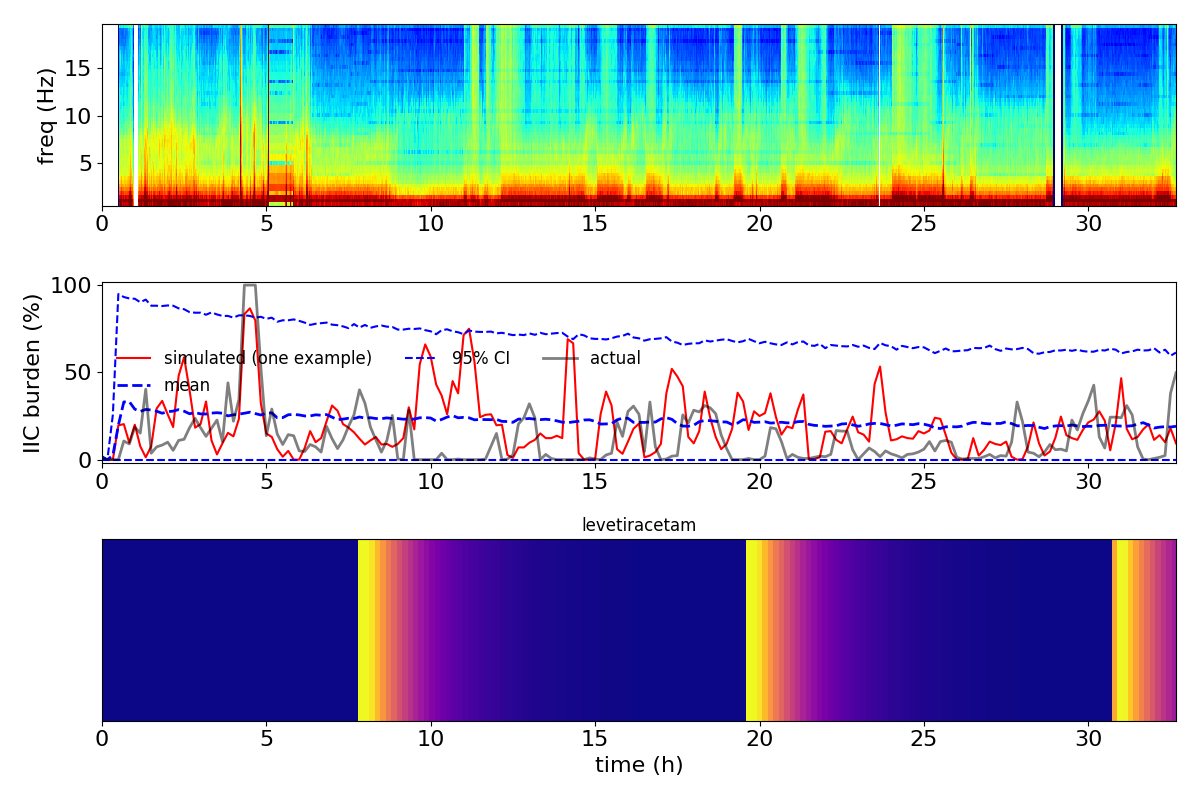 freq (Hz)
15
10
5
0 5 10 15 20 25 30
IIC burden (%)
100
50
0
simulated (one example) 95% CI actual
mean
0 5 10 15 20 25 30
levetiracetam
0 5 10 15 20 25 30
time (h)